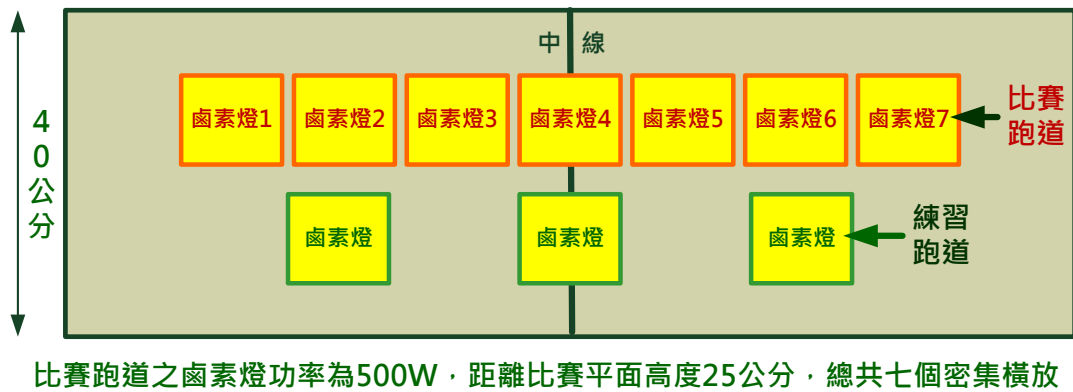 中 線
40公分
鹵素燈1 鹵素燈2 鹵素燈3 鹵素燈4 鹵素燈5 鹵素燈6 鹵素燈7
比賽
跑道
鹵素燈 鹵素燈 鹵素燈
練習
跑道
比賽跑道之鹵素燈功率為500W，距離比賽平面高度25公分，總共七個密集橫放